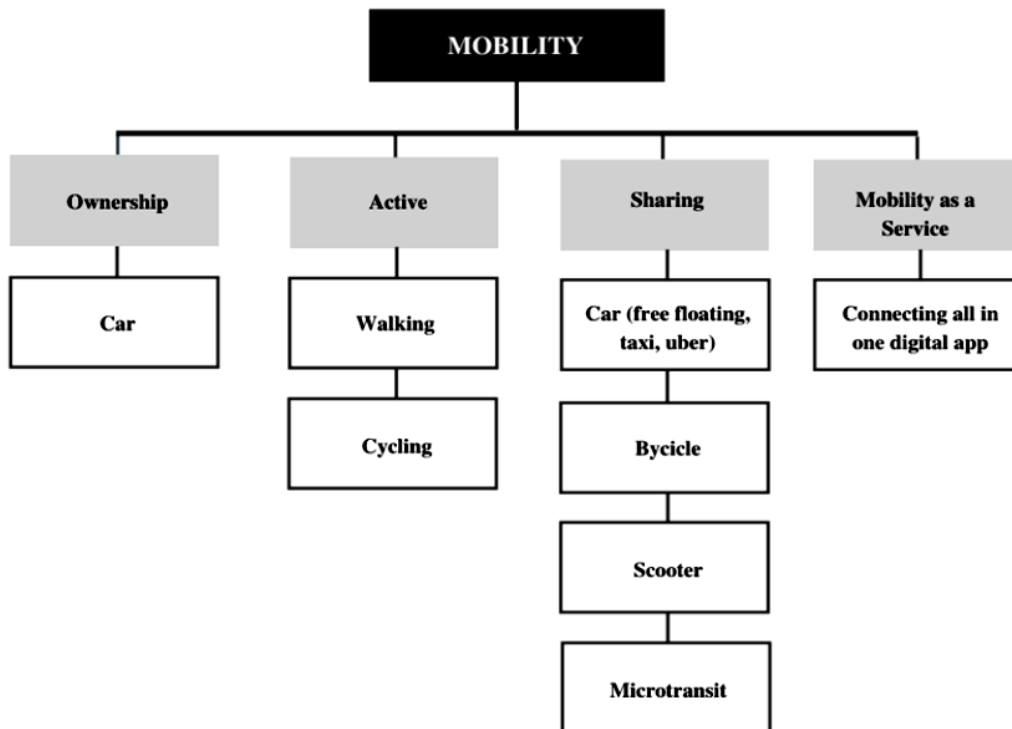 MOBILITY
Ownership
Active
Sharing
Mobility as a
Service
Car
Walking
Car (free floating,
taxi, uber)
Connecting all in
one digital app
Cycling
Bycicle
Scooter
Microtransit